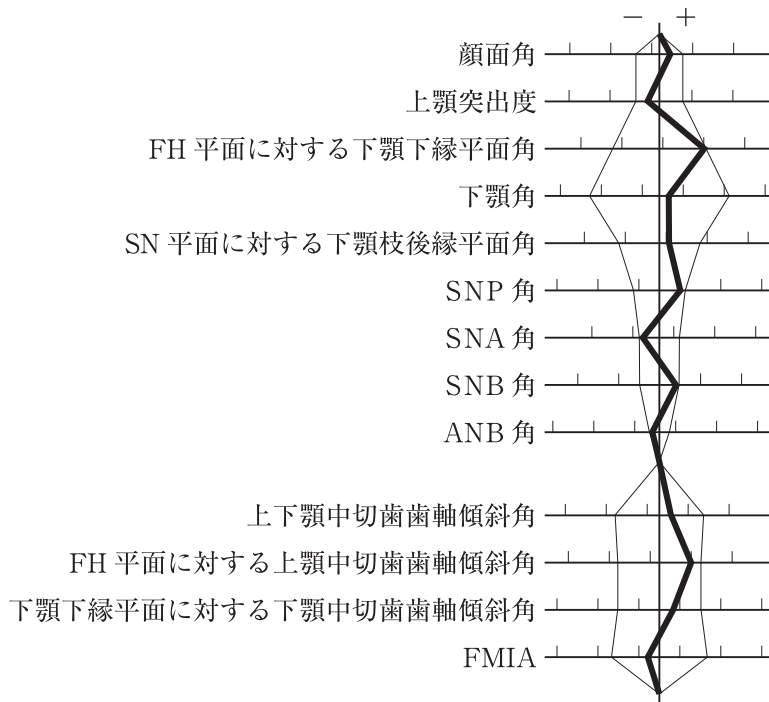 − +
顔面角
上顎突出度
FH 平面に対する下顎下縁平面角
下顎角
SN 平面に対する下顎枝後縁平面角
SNP 角
SNA 角
SNB 角
ANB 角
上下顎中切歯歯軸傾斜角
FH 平面に対する上顎中切歯歯軸傾斜角
下顎下縁平面に対する下顎中切歯歯軸傾斜角
FMIA